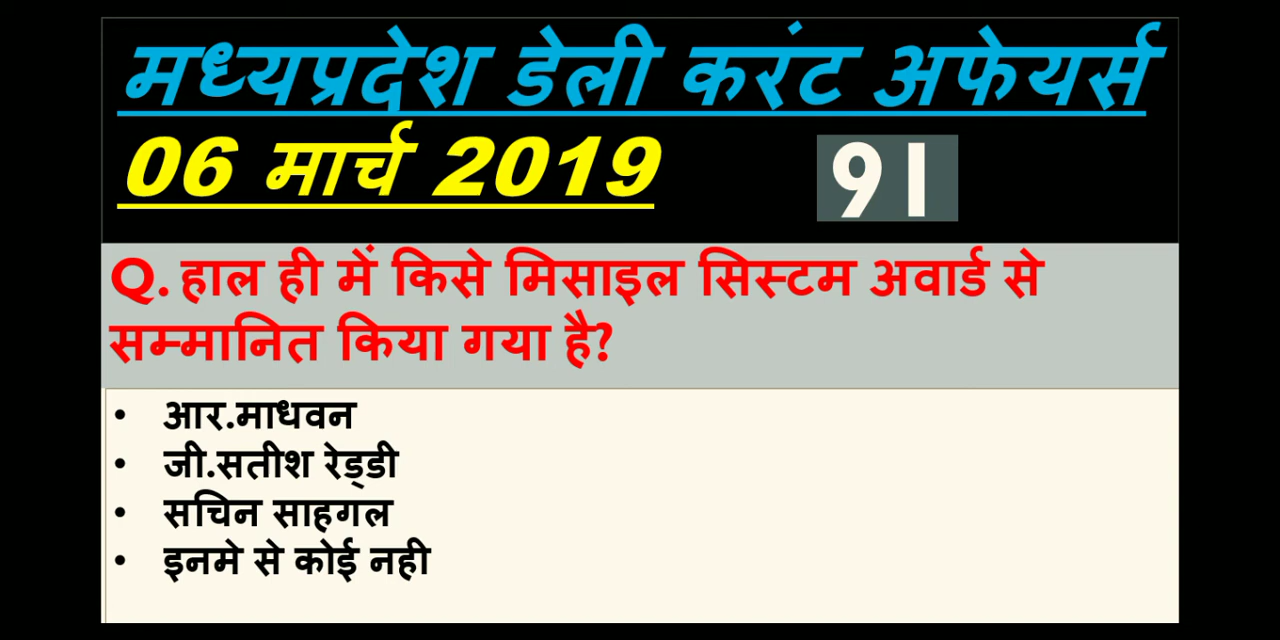 मध्यप्रदेश डेली करंट अफेयर्स
06 मार्च 2019 91
Q. हाल ही में किसे मिसाइल सिस्टम अवार्ड से
सम्मानित किया गया है?
• आर.माधवन
• जी.सतीश रेड्डी
• सचिन साहगल
• इनमे से कोई नही